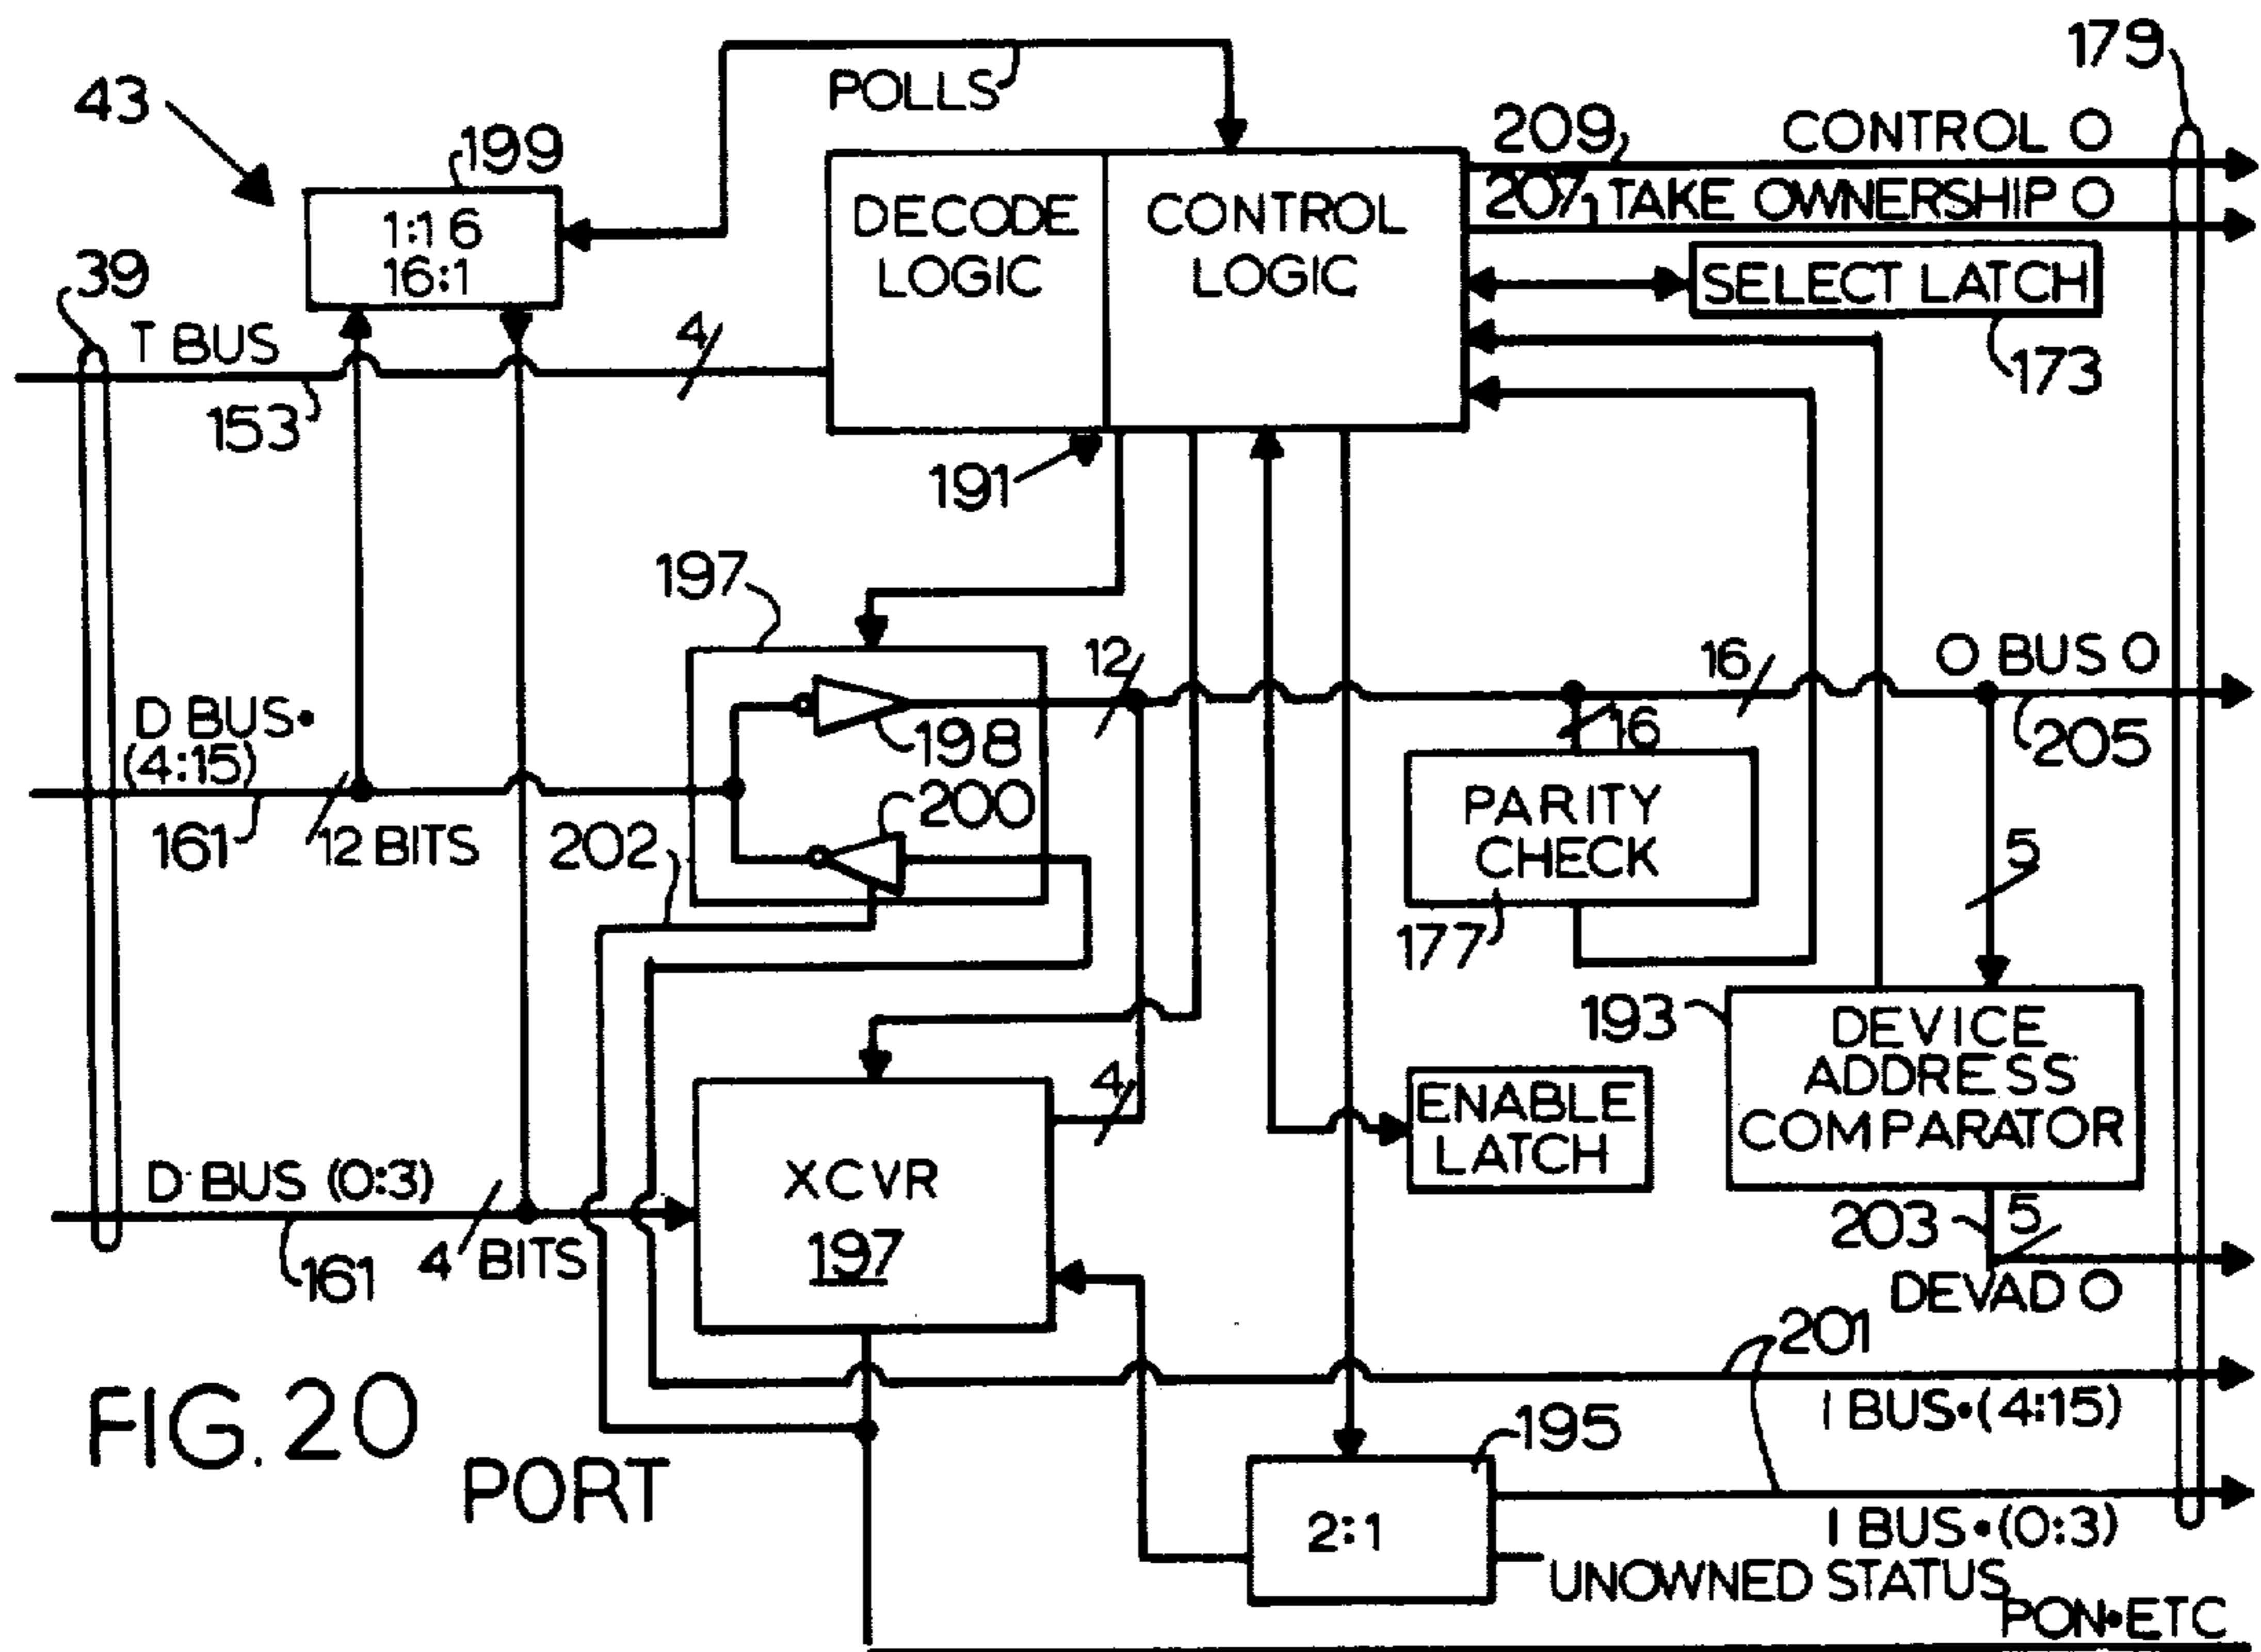 179
POLLS
43
199
209
CONTROL O
1:16
16:1
DECODE
LOGIC
CONTROL
LOGIC
207
TAKE OWNERSHIP O
SELECT LATCH
39
T BUS
4
173
153
191
197
12
16
O BUS O
D BUS•
(4:15)
198
16
205
161
12 BITS
202
200
PARITY
CHECK
5
177
193
DEVICE
ADDRESS
COMPARATOR
4
ENABLE
LATCH
D BUS (0:3)
XCVR
197
161
4 BITS
203
5
DEVAD O
201
I BUS•(4:15)
FIG. 20
PORT
195
2:1
I BUS•(0:3)
UNOWNED STATUS
PON•ETC